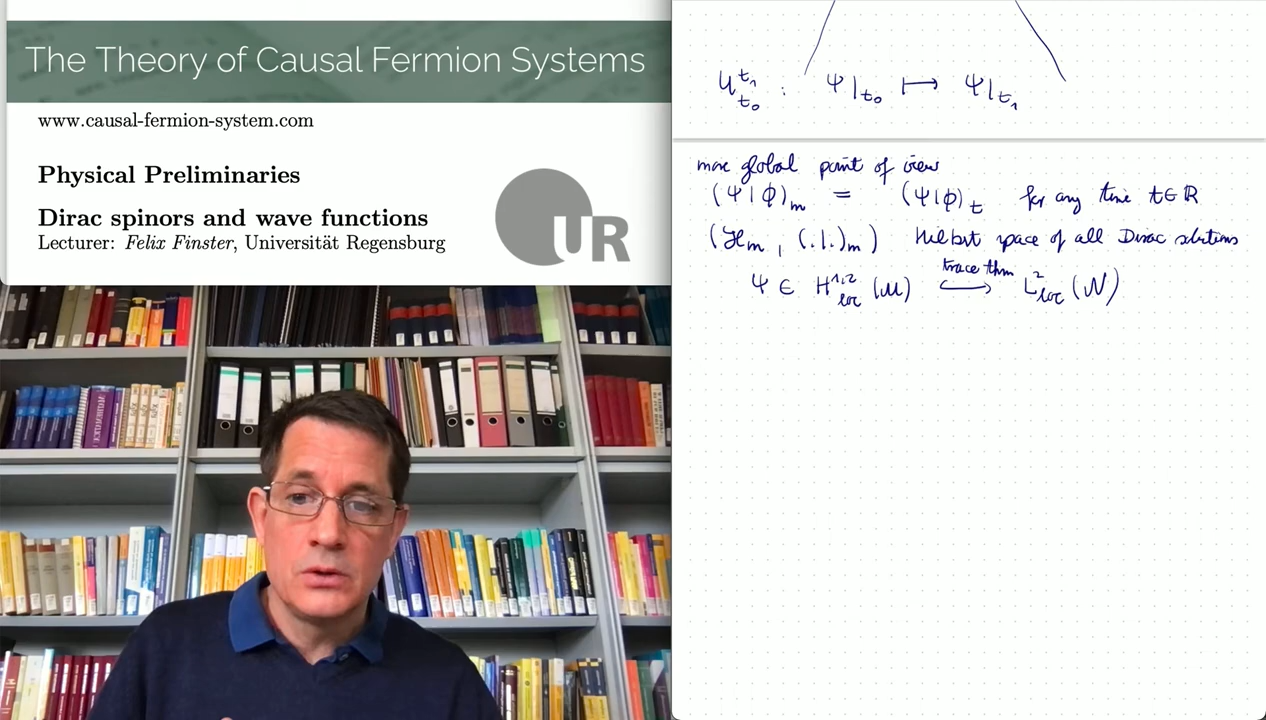 The Theory of Causal Fermion Systems
www.causal-fermion-system.com
Physical Preliminaries
Dirac spinors and wave functions
Lecturer: Felix Finster, Universität Regensburg
UR
U_{t_0}^{t_1} : Ψ|_{t_0} ↦ Ψ|_{t_1}
more global point of view
(Ψ|ϕ)_m = (Ψ|ϕ)_t for any time t∈ℝ
(ℋ_m, (.|.)_m) Hilbert space of all Dirac solutions
trace thm
Ψ ∈ H^{1,2}_{loc}(M) ↪ L^2_{loc}(N)